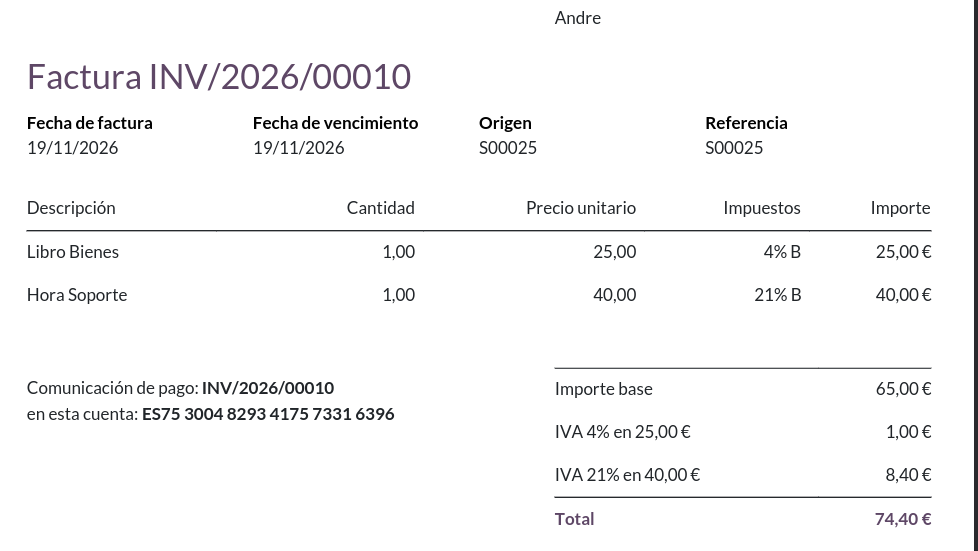 Andre
Factura INV/2026/00010
Fecha de factura Fecha de vencimiento Origen Referencia
19/11/2026 19/11/2026 S00025 S00025
Descripción Cantidad Precio unitario Impuestos Importe
Libro Bienes 1,00 25,00 4% B 25,00 €
Hora Soporte 1,00 40,00 21% B 40,00 €
Comunicación de pago: INV/2026/00010
en esta cuenta: ES75 3004 8293 4175 7331 6396
Importe base 65,00 €
IVA 4% en 25,00 € 1,00 €
IVA 21% en 40,00 € 8,40 €
Total 74,40 €